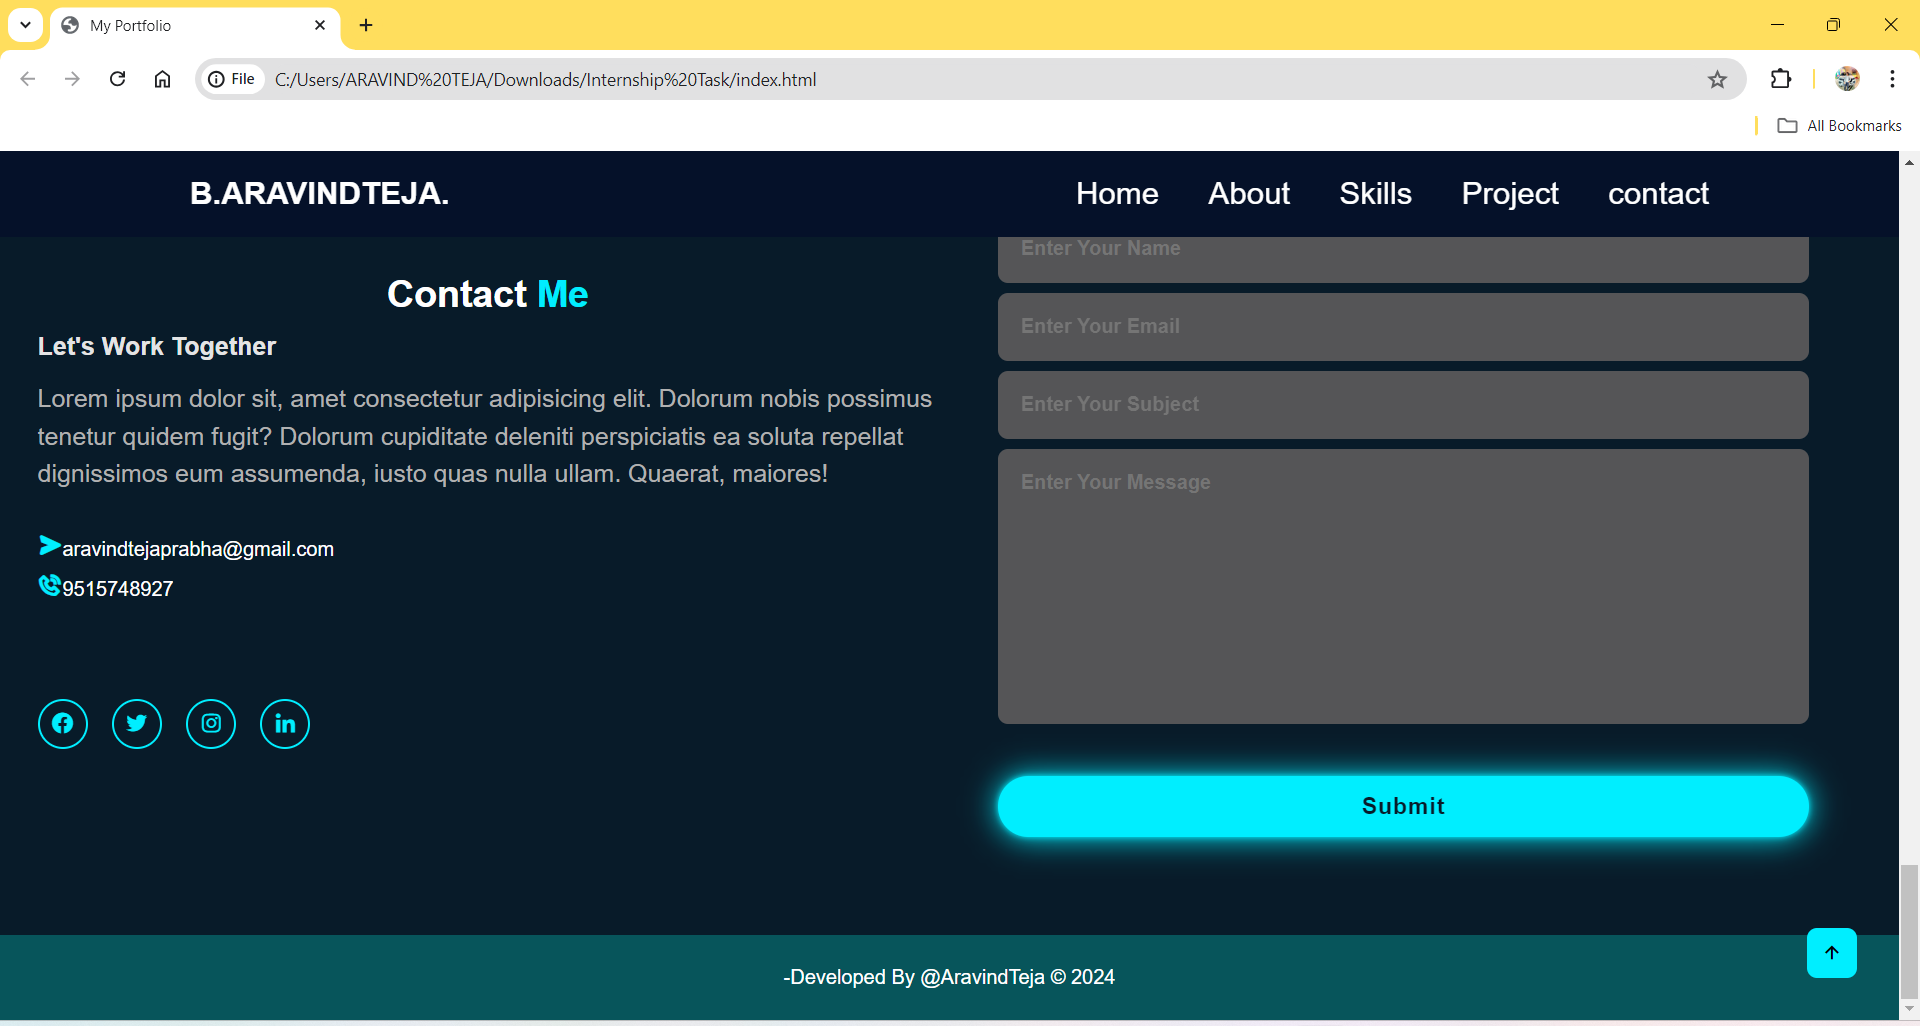 My Portfolio
File C:/Users/ARAVIND%20TEJA/Downloads/Internship%20Task/index.html
All Bookmarks
B.ARAVINDTEJA. Home About Skills Project contact
Contact Me
Let's Work Together
Lorem ipsum dolor sit, amet consectetur adipisicing elit. Dolorum nobis possimus
tenetur quidem fugit? Dolorum cupiditate deleniti perspiciatis ea soluta repellat
dignissimos eum assumenda, iusto quas nulla ullam. Quaerat, maiores!
aravindtejaprabha@gmail.com
9515748927
Enter Your Name
Enter Your Email
Enter Your Subject
Enter Your Message
Submit
-Developed By @AravindTeja © 2024